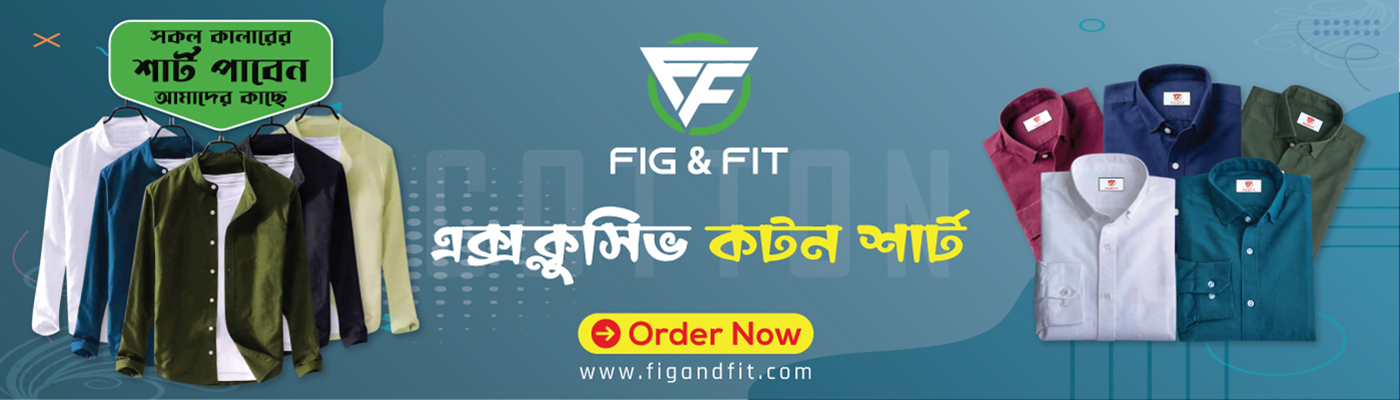 সকল কালারের
শার্ট পাবেন
আমাদের কাছে
FF
FIG & FIT
COTTON
এক্সক্লুসিভ কটন শার্ট
Order Now
www.figandfit.com